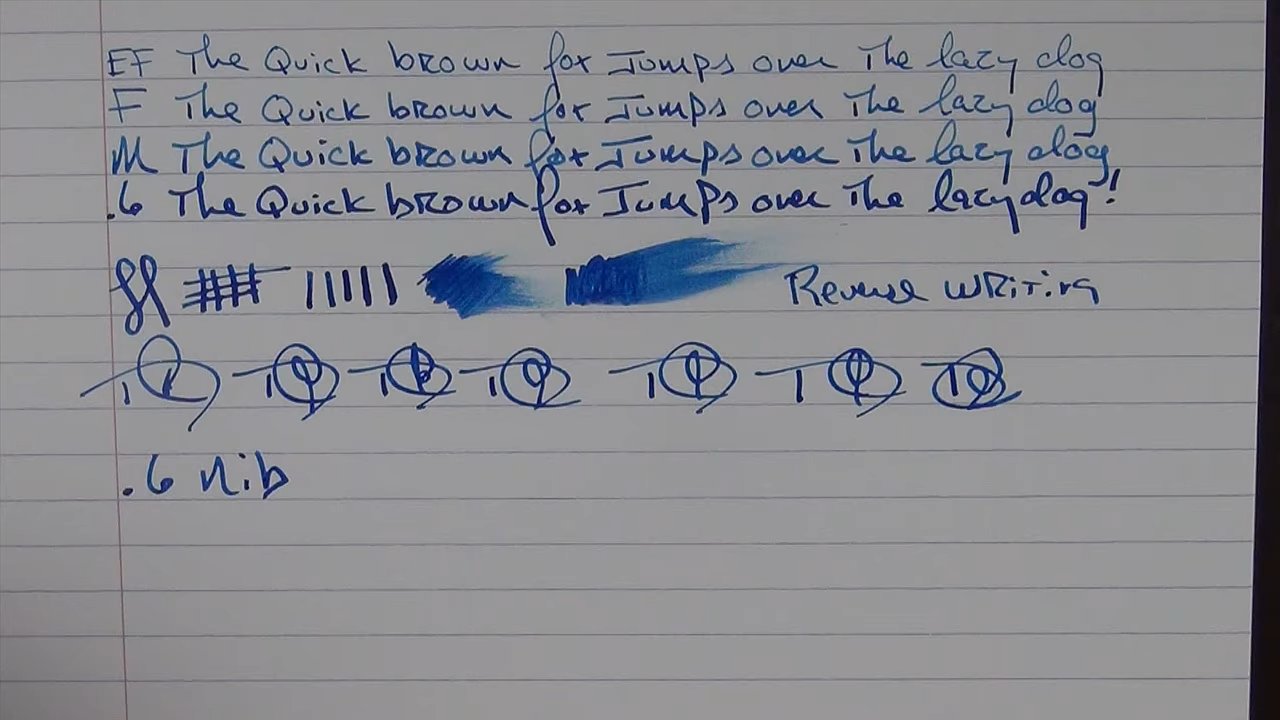 EF The Quick brown fox Jumps over The lazy dog
F The Quick brown fox Jumps over The lazy dog
M The Quick brown fox Jumps over The lazy dog
.6 The Quick brown fox Jumps over The lazy dog!
Reverse writing
.6 nib